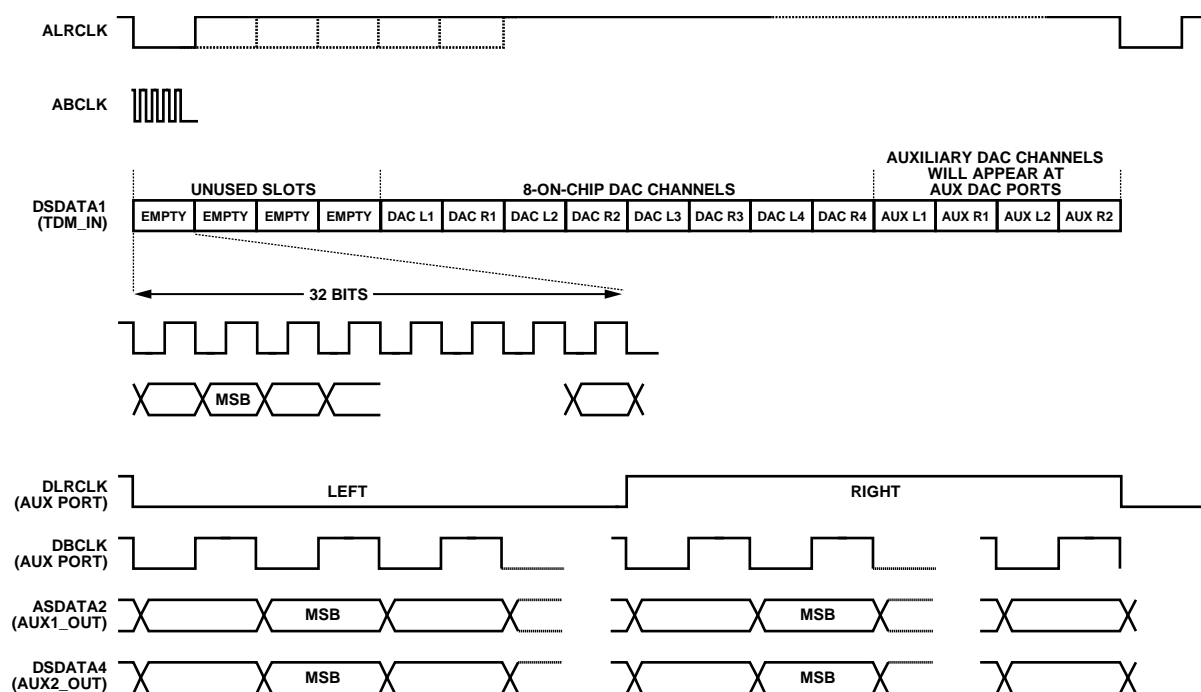 ALRCLK
ABCLK
AUXILIARY DAC CHANNELS
WILL APPEAR AT
AUX DAC PORTS
UNUSED SLOTS
8-ON-CHIP DAC CHANNELS
DSDATA1
(TDM_IN)
EMPTY EMPTY EMPTY EMPTY DAC L1 DAC R1 DAC L2 DAC R2 DAC L3 DAC R3 DAC L4 DAC R4 AUX L1 AUX R1 AUX L2 AUX R2
32 BITS
MSB
DLRCLK
(AUX PORT)
LEFT
RIGHT
DBCLK
(AUX PORT)
ASDATA2
(AUX1_OUT)
MSB
MSB
DSDATA4
(AUX2_OUT)
MSB
MSB